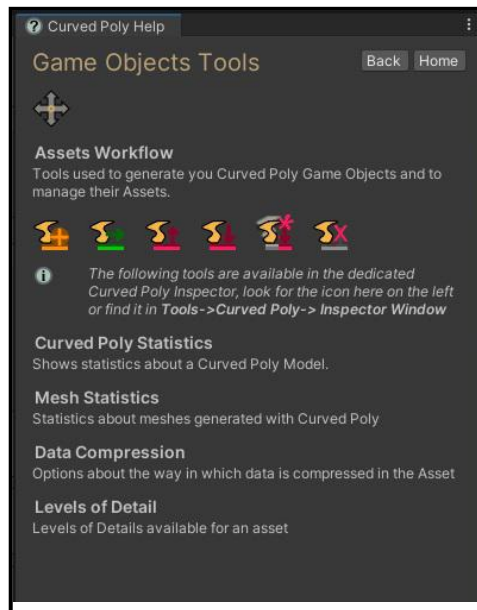 Curved Poly Help
Game Objects Tools
Back
Home
Assets Workflow
Tools used to generate you Curved Poly Game Objects and to
manage their Assets.
The following tools are available in the dedicated
Curved Poly Inspector, look for the icon here on the left
or find it in Tools->Curved Poly-> Inspector Window
Curved Poly Statistics
Shows statistics about a Curved Poly Model.
Mesh Statistics
Statistics about meshes generated with Curved Poly
Data Compression
Options about the way in which data is compressed in the Asset
Levels of Detail
Levels of Details available for an asset